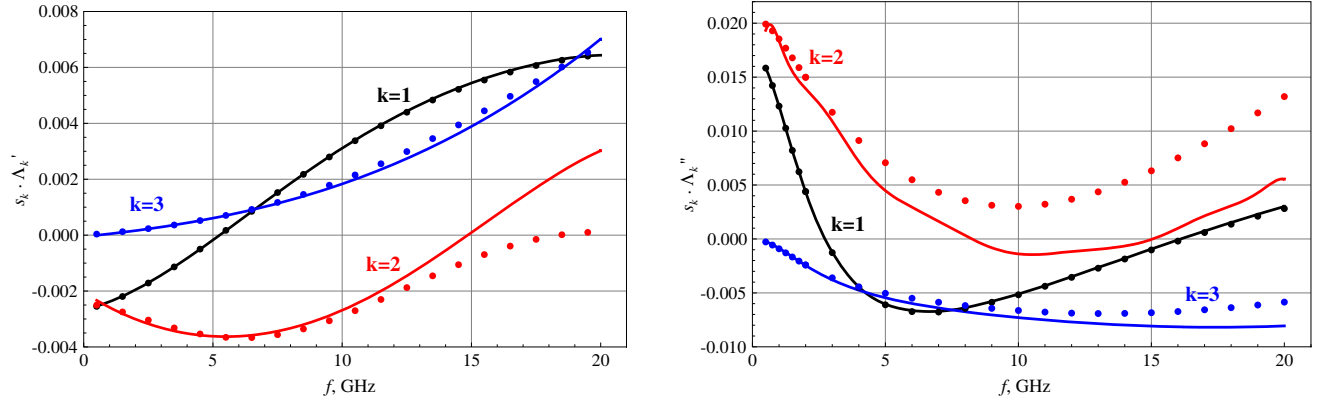 0.008
0.006
0.004
0.002
0.000
-0.002
-0.004
0
5
10
15
20
f, GHz
s_k · Λ_k'
k=1
k=3
k=2
0.020
0.015
0.010
0.005
0.000
-0.005
-0.010
0
5
10
15
20
f, GHz
s_k · Λ_k''
k=2
k=1
k=3